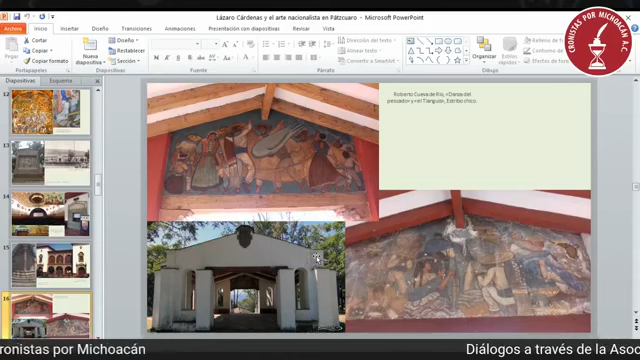 Lázaro Cárdenas y el arte nacionalista en Pátzcuaro - Microsoft PowerPoint
Archivo Inicio Insertar Diseño Transiciones Animaciones Presentación con diapositivas Revisar Vista
Pegar
Cortar
Copiar
Copiar formato
Portapapeles
Nueva diapositiva
Diseño
Restablecer
Sección
Diapositivas
Fuente
Párrafo
Dirección del texto
Alinear texto
Convertir a SmartArt
Organizar
Estilos rápidos
Relleno de forma
Contorno de
Efectos de form
Dibujo
CRONISTAS POR MICHOACÁN A.C.
Diapositivas Esquema
12
13
14
15
16
Roberto Cueva de Río, «Danza del
pescado» y «el Tianguis», Estribo chico.
ronistas por Michoacán
Diálogos a través de la Asoc